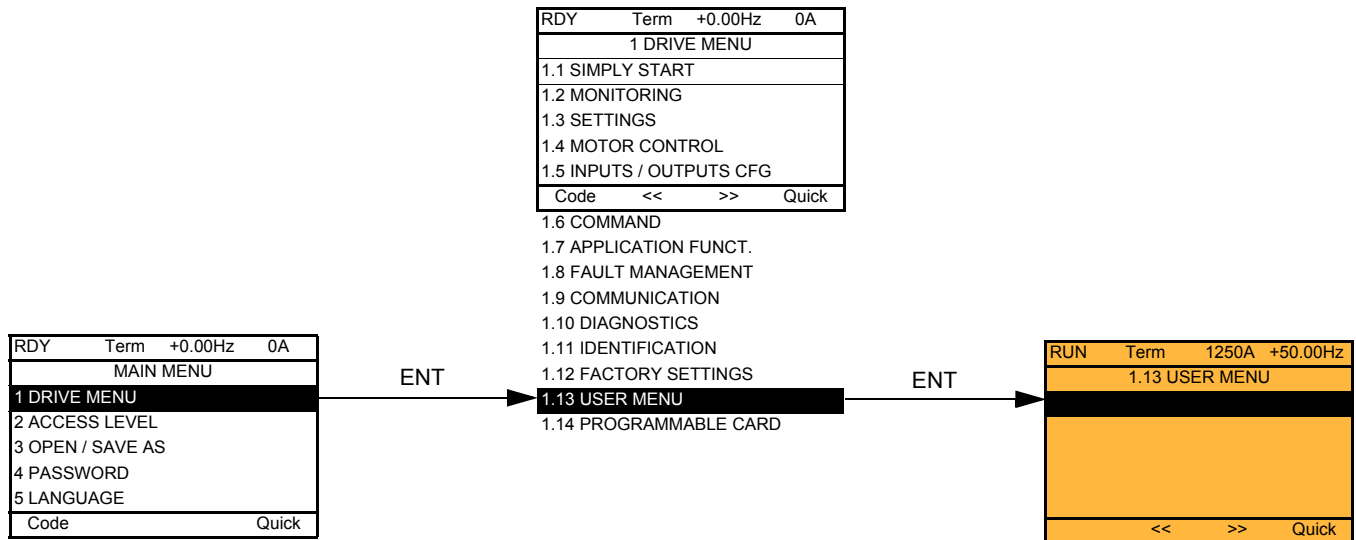 RDY Term +0.00Hz 0A
1 DRIVE MENU
1.1 SIMPLY START
1.2 MONITORING
1.3 SETTINGS
1.4 MOTOR CONTROL
1.5 INPUTS / OUTPUTS CFG
Code << >> Quick
1.6 COMMAND
1.7 APPLICATION FUNCT.
1.8 FAULT MANAGEMENT
1.9 COMMUNICATION
1.10 DIAGNOSTICS
1.11 IDENTIFICATION
1.12 FACTORY SETTINGS
1.13 USER MENU
1.14 PROGRAMMABLE CARD
RDY Term +0.00Hz 0A
MAIN MENU
1 DRIVE MENU
2 ACCESS LEVEL
3 OPEN / SAVE AS
4 PASSWORD
5 LANGUAGE
Code Quick
ENT
ENT
RUN Term 1250A +50.00Hz
1.13 USER MENU
<< >> Quick